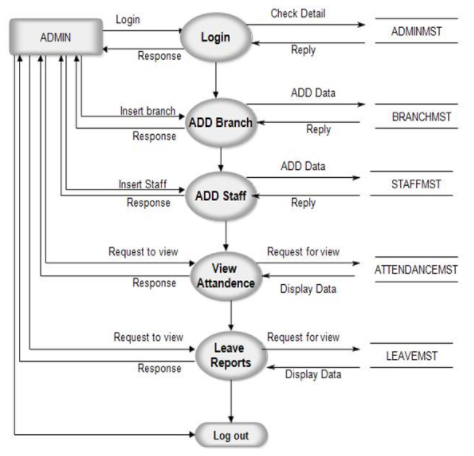 Login
Check Detail
ADMIN
Login
ADMINMST
Response
Reply
ADD Data
Insert branch
BRANCHMST
ADD Branch
Response
Reply
ADD Data
Insert Staff
STAFFMST
ADD Staff
Response
Reply
Request to view
Request for view
View
Attandence
ATTENDANCEMST
Response
Display Data
Request to view
Request for view
Leave
Reports
LEAVEMST
Response
Display Data
Log out